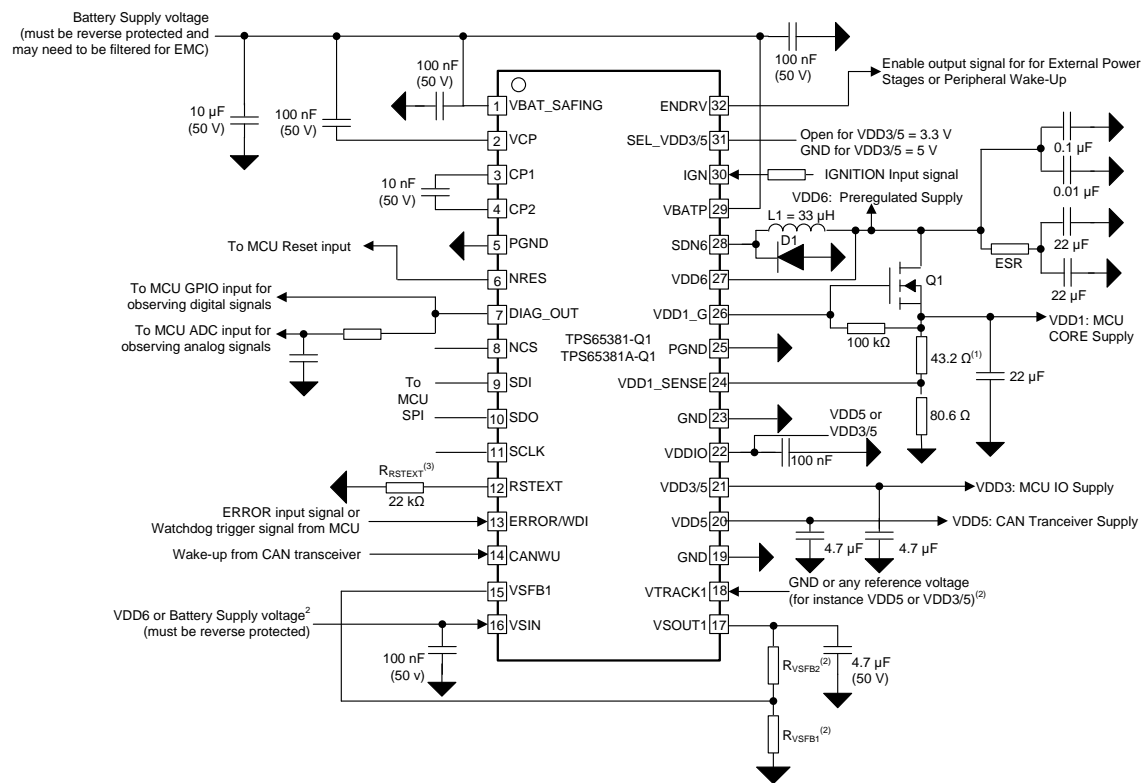 Battery Supply voltage
(must be reverse protected and
may need to be filtered for EMC)
10 µF
(50 V)
100 nF
(50 V)
100 nF
(50 V)
100 nF
(50 V)
Enable output signal for for External Power
Stages or Peripheral Wake-Up
1 VBAT_SAFING
ENDRV 32
2 VCP
SEL_VDD3/5 31
Open for VDD3/5 = 3.3 V
GND for VDD3/5 = 5 V
0.1 µF
0.01 µF
3 CP1
IGN 30
IGNITION Input signal
10 nF
(50 V)
4 CP2
VBATP 29
VDD6: Preregulated Supply
L1 = 33 µH
5 PGND
SDN6 28
D1
22 µF
ESR
22 µF
To MCU Reset input
6 NRES
VDD6 27
Q1
To MCU GPIO input for
observing digital signals
7 DIAG_OUT
VDD1_G 26
100 kΩ
VDD1: MCU
CORE Supply
To MCU ADC input for
observing analog signals
TPS65381-Q1
TPS65381A-Q1
8 NCS
PGND 25
43.2 Ω(1)
22 µF
9 SDI
VDD1_SENSE 24
To
MCU
SPI
10 SDO
GND 23
80.6 Ω
VDD5 or
VDD3/5
11 SCLK
VDDIO 22
100 nF
RRSTEXT(3)
22 kΩ
12 RSTEXT
VDD3/5 21
VDD3: MCU IO Supply
ERROR input signal or
Watchdog trigger signal from MCU
13 ERROR/WDI
VDD5 20
VDD5: CAN Tranceiver Supply
4.7 µF
4.7 µF
Wake-up from CAN transceiver
14 CANWU
GND 19
15 VSFB1
VTRACK1 18
GND or any reference voltage
(for instance VDD5 or VDD3/5)(2)
VDD6 or Battery Supply voltage2
(must be reverse protected)
16 VSIN
VSOUT1 17
100 nF
(50 v)
RVSFB2(2)
4.7 µF
(50 V)
RVSFB1(2)